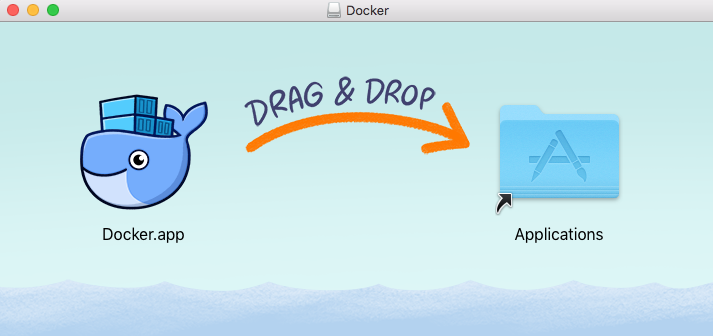 Docker
DRAG & DROP
Docker.app
Applications